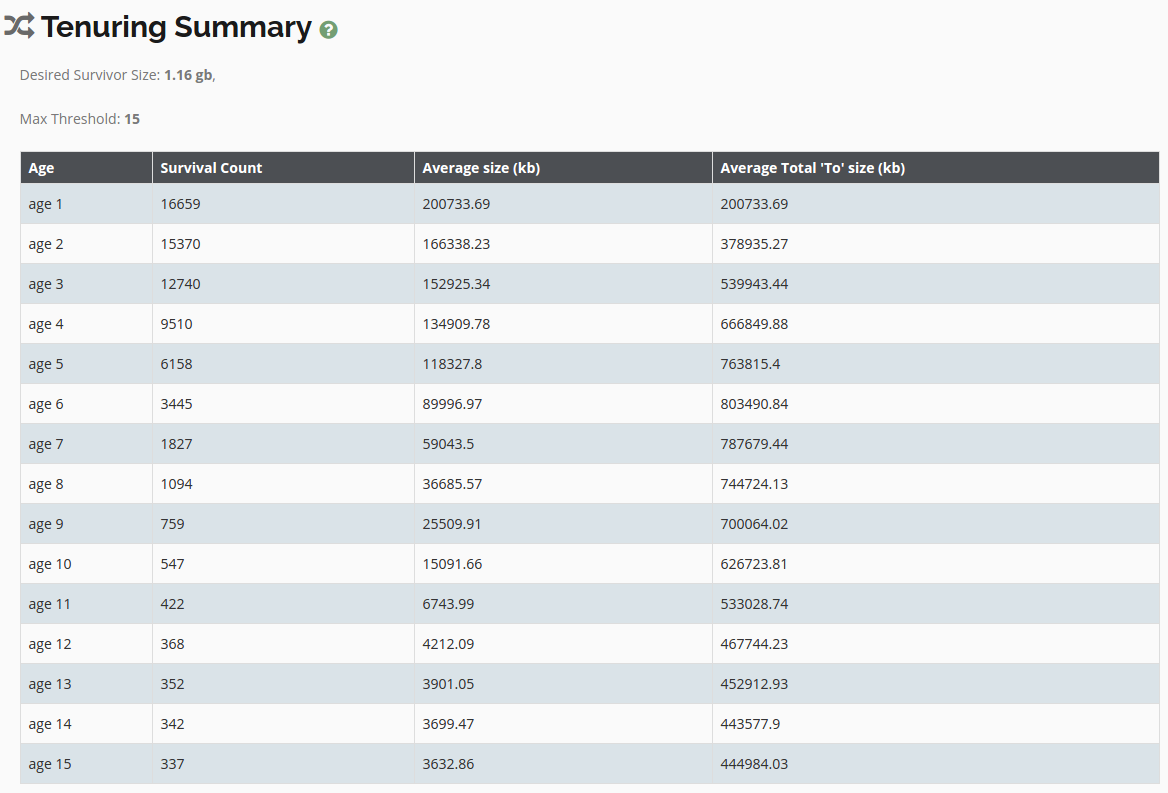 Tenuring Summary ?
Desired Survivor Size: 1.16 gb,
Max Threshold: 15
Age Survival Count Average size (kb) Average Total 'To' size (kb)
age 1 16659 200733.69 200733.69
age 2 15370 166338.23 378935.27
age 3 12740 152925.34 539943.44
age 4 9510 134909.78 666849.88
age 5 6158 118327.8 763815.4
age 6 3445 89996.97 803490.84
age 7 1827 59043.5 787679.44
age 8 1094 36685.57 744724.13
age 9 759 25509.91 700064.02
age 10 547 15091.66 626723.81
age 11 422 6743.99 533028.74
age 12 368 4212.09 467744.23
age 13 352 3901.05 452912.93
age 14 342 3699.47 443577.9
age 15 337 3632.86 444984.03